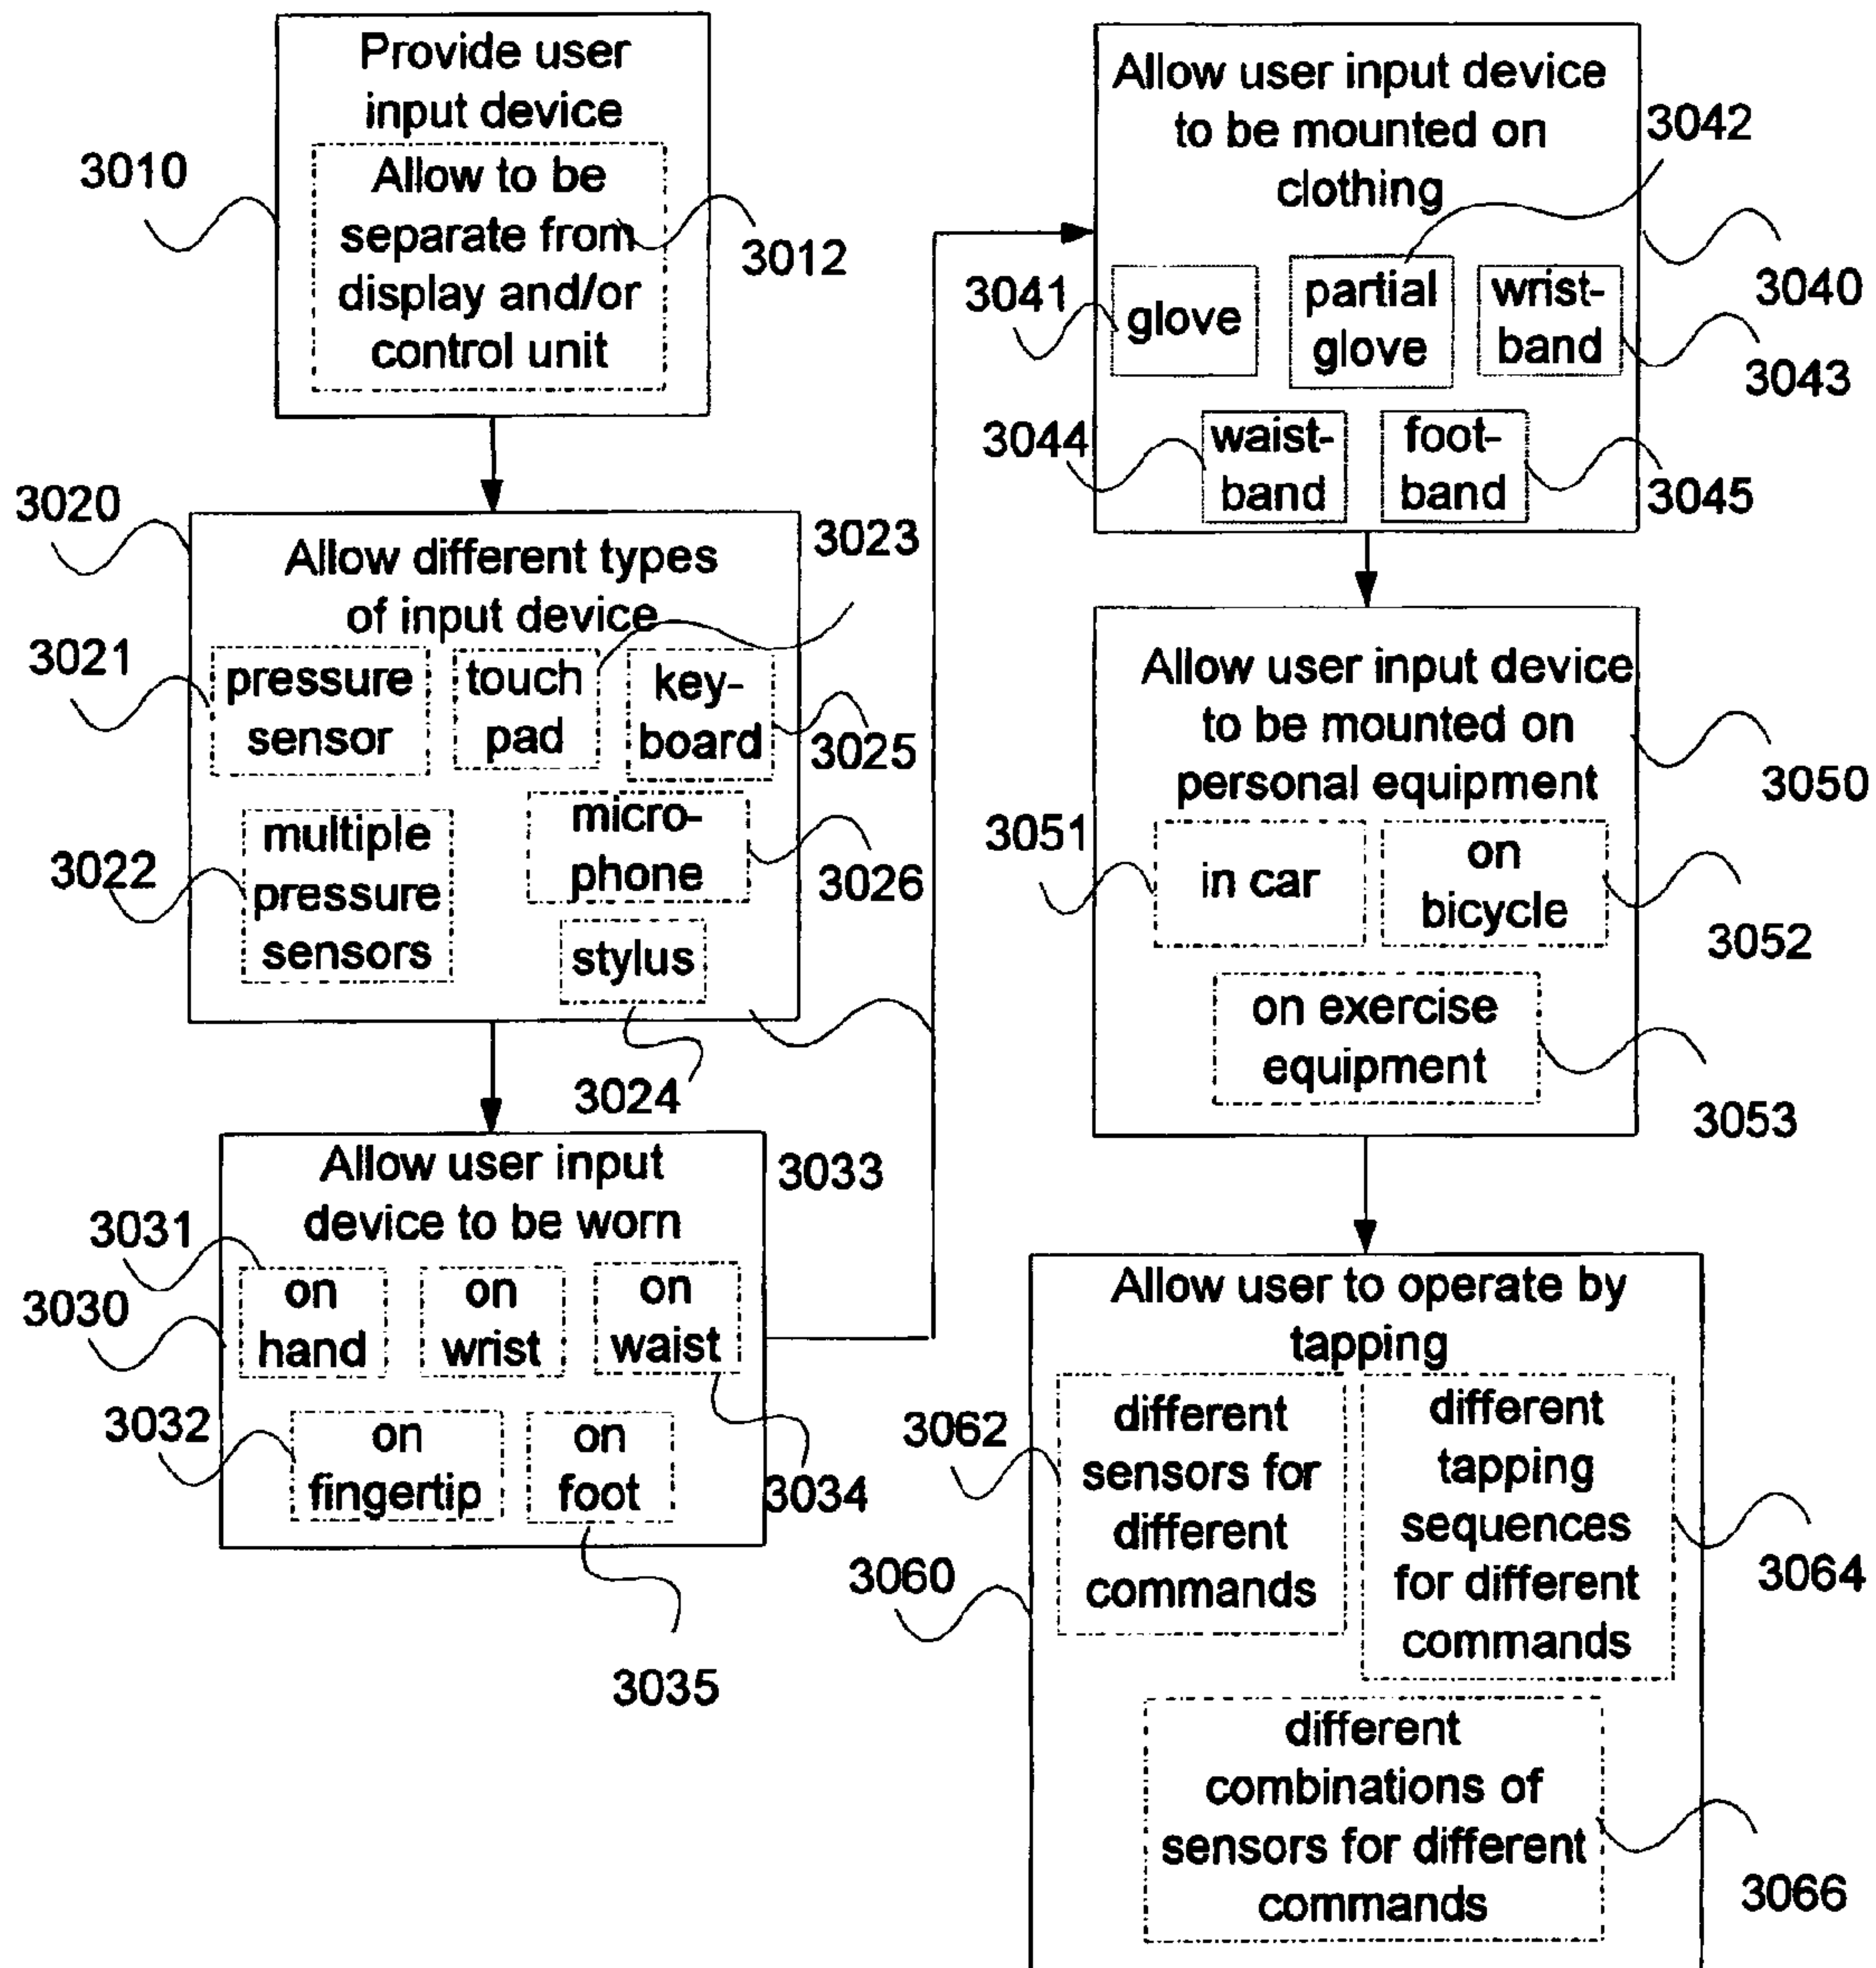 Provide user
input device
Allow to be
separate from
display and/or
control unit
3010
3012
3020
Allow different types
of input device
3023
3021
pressure
sensor
touch
pad
key-
board
3025
3022
multiple
pressure
sensors
micro-
phone
3026
stylus
3024
Allow user input
device to be worn
3033
3031
3030
on
hand
on
wrist
on
waist
3032
on
fingertip
on
foot
3034
3035
Allow user input device
to be mounted on
clothing
3042
3040
3041
glove
partial
glove
wrist-
band
3043
3044
waist-
band
foot-
band
3045
Allow user input device
to be mounted on
personal equipment
3050
3051
in car
on
bicycle
3052
on exercise
equipment
3053
Allow user to operate by
tapping
3062
different
sensors for
different
commands
different
tapping
sequences
for different
commands
3060
3064
different
combinations of
sensors for different
commands
3066